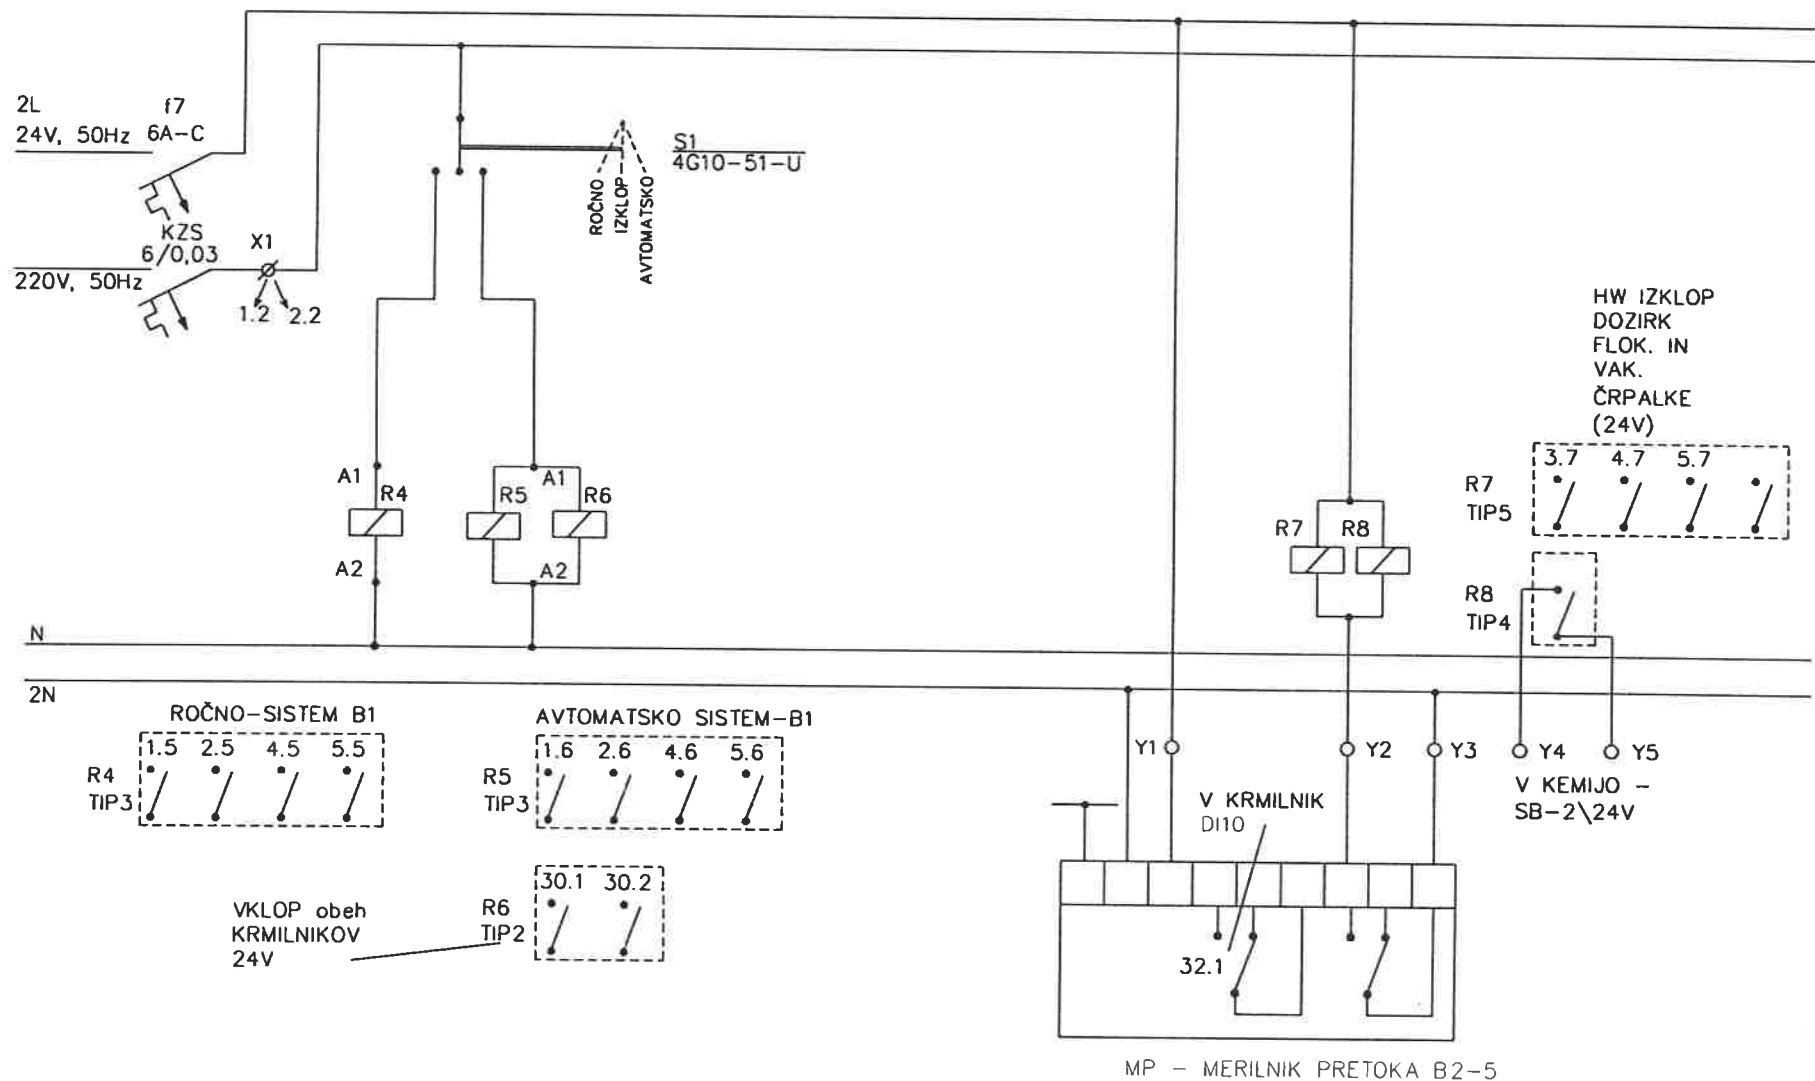 2L
24V, 50Hz
f7
6A-C
KZS
6/0,03
220V, 50Hz
X1
1.2 2.2
ROČNO
IZKLOP
AVTOMATSKO
S1
4G10-51-U
HW IZKLOP
DOZIRK
FLOK. IN
VAK.
ČRPALKE
(24V)
A1
R4
A2
R5
A1
R6
A2
R7
R8
R7
TIP5
3.7 4.7 5.7
R8
TIP4
N
2N
ROČNO-SISTEM B1
1.5 2.5 4.5 5.5
R4
TIP3
AVTOMATSKO SISTEM-B1
1.6 2.6 4.6 5.6
R5
TIP3
Y1
Y2
Y3
Y4
Y5
V KEMIJO -
SB-2\24V
V KRMILNIK
DI10
30.1 30.2
R6
TIP2
VKLOP obeh
KRMILNIKOV
24V
32.1
MP - MERILNIK PRETOKA B2-5